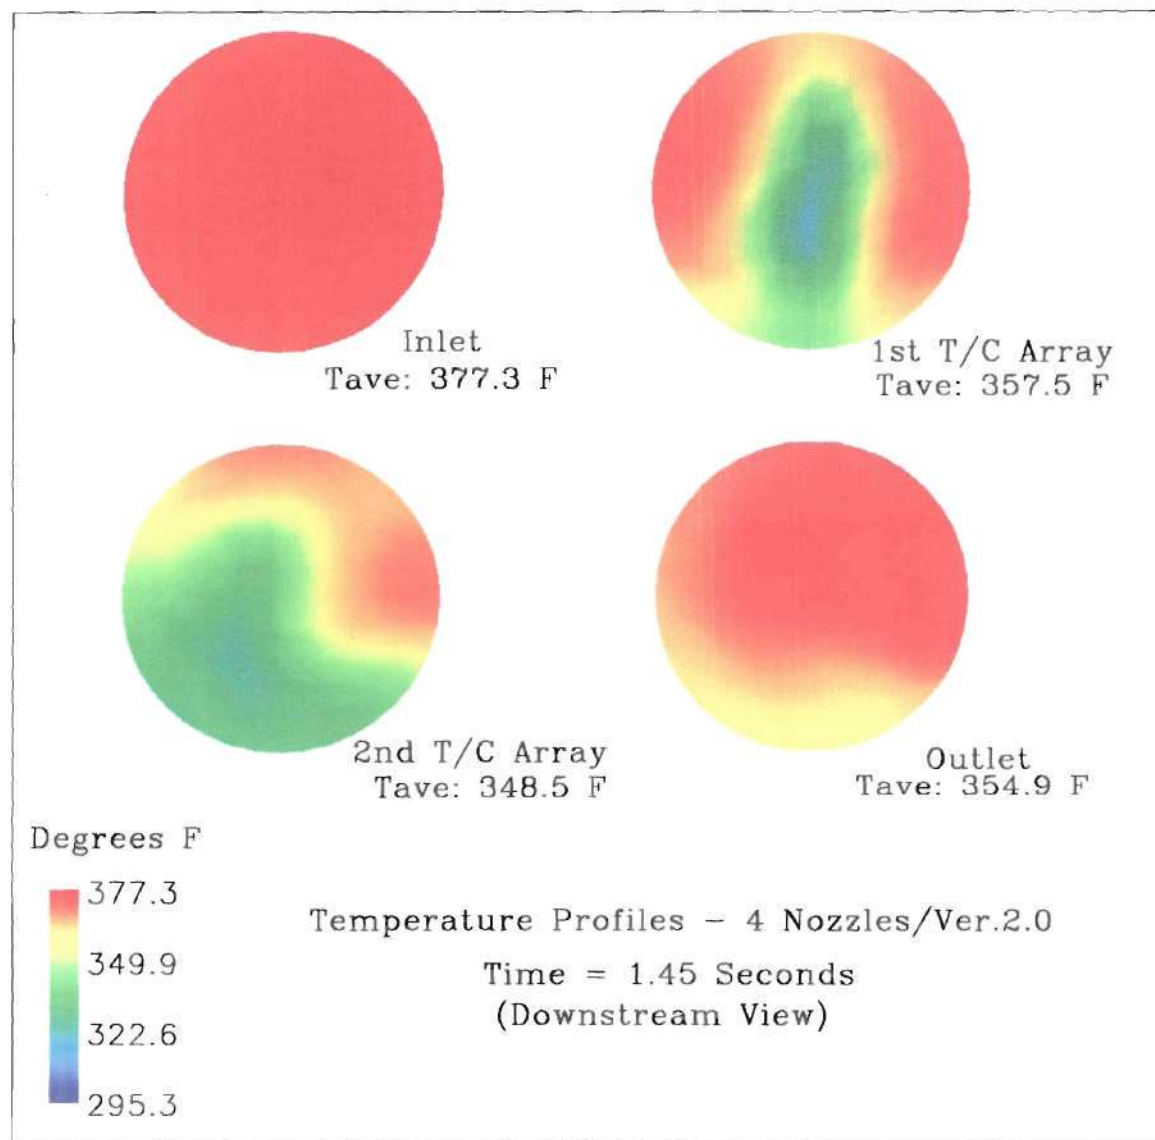 Inlet
Tave: 377.3 F
1st T/C Array
Tave: 357.5 F
2nd T/C Array
Tave: 348.5 F
Outlet
Tave: 354.9 F
Degrees F
377.3
349.9
322.6
295.3
Temperature Profiles - 4 Nozzles/Ver.2.0
Time = 1.45 Seconds
(Downstream View)